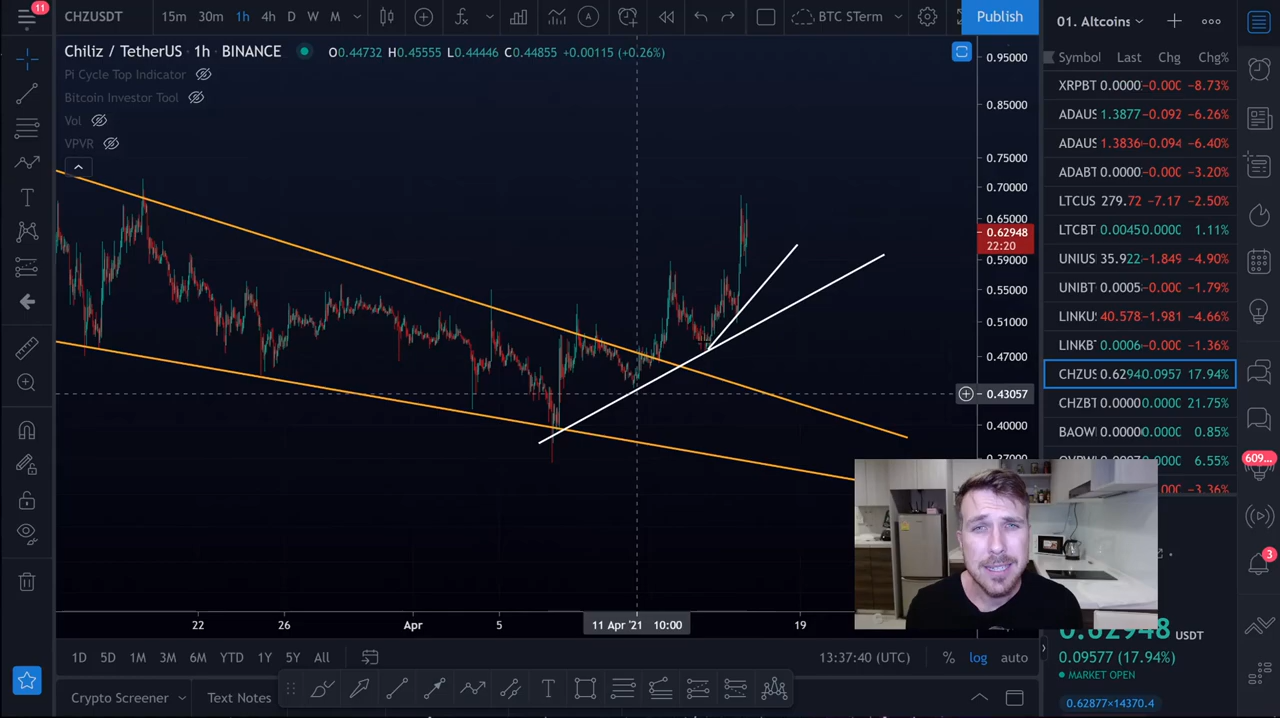 11
CHZUSDT 15m 30m 1h 4h D W M BTC STerm Publish 01. Altcoins
Chiliz / TetherUS · 1h · BINANCE O0.44732 H0.45555 L0.44446 C0.44855 +0.00115 (+0.26%)
Pi Cycle Top Indicator
Bitcoin Investor Tool
Vol
VPVR
0.95000
0.85000
0.75000
0.70000
0.65000
0.62948
22:20
0.59000
0.55000
0.51000
0.47000
0.43057
0.40000
Symbol Last Chg Chg%
XRPBT 0.0000 -0.000 -8.73%
ADAUS 1.3877 -0.092 -6.26%
ADAUS 1.3836 -0.094 -6.40%
ADABT 0.0000 0.000 -3.20%
LTCUS 279.72 -7.17 -2.50%
LTCBT 0.0045 0.000 1.11%
UNIUS 35.922 -1.849 -4.90%
UNIBT 0.0005 -0.000 -1.79%
LINKU 40.578 -1.981 -4.66%
LINKB 0.0006 -0.000 -1.36%
CHZUS 0.6294 0.0957 17.94%
CHZBT 0.0000 0.000 21.75%
BAOW 0.0000 0.000 0.85%
6.55%
-3.36%
609...
3
22 26 Apr 5 11 Apr '21 10:00 19
1D 5D 1M 3M 6M YTD 1Y 5Y All 13:37:40 (UTC) % log auto
0.62948 USDT
0.09577 (17.94%)
MARKET OPEN
0.62877×14370.4
Crypto Screener Text Notes